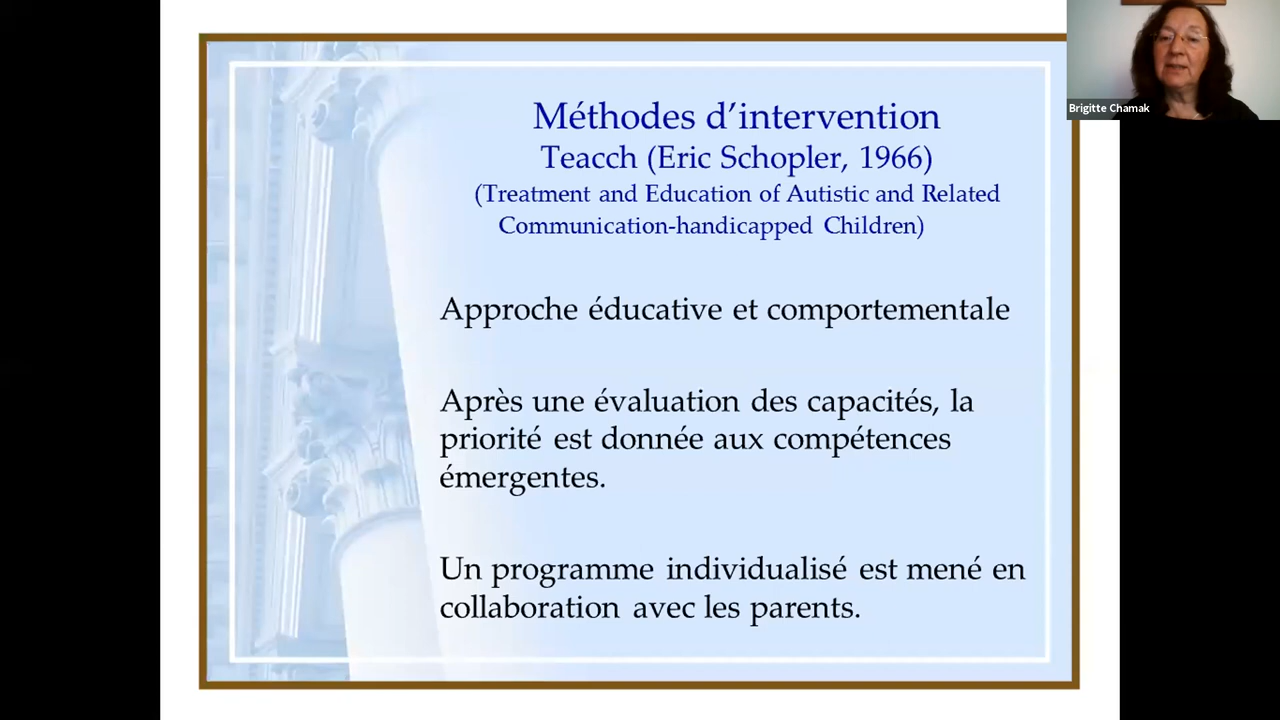 Méthodes d’intervention
Teacch (Eric Schopler, 1966)
(Treatment and Education of Autistic and Related
Communication-handicapped Children)
Approche éducative et comportementale
Après une évaluation des capacités, la
priorité est donnée aux compétences
émergentes.
Un programme individualisé est mené en
collaboration avec les parents.
Brigitte Chamak